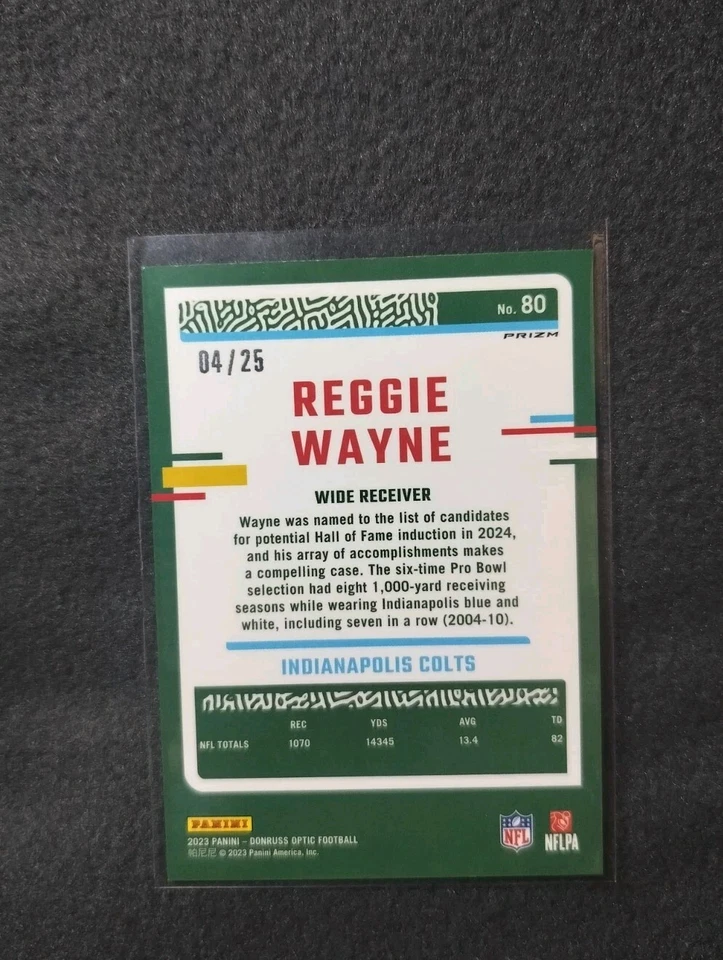 No. 80
PRIZM
04/25
REGGIE
WAYNE
WIDE RECEIVER
Wayne was named to the list of candidates
for potential Hall of Fame induction in 2024,
and his array of accomplishments makes
a compelling case. The six-time Pro Bowl
selection had eight 1,000-yard receiving
seasons while wearing Indianapolis blue and
white, including seven in a row (2004-10).
INDIANAPOLIS COLTS
REC YDS AVG TD
NFL TOTALS 1070 14345 13.4 82
PANINI
2023 PANINI – DONRUSS OPTIC FOOTBALL
帕尼尼 © 2023 Panini America, Inc.
NFL
NFLPA